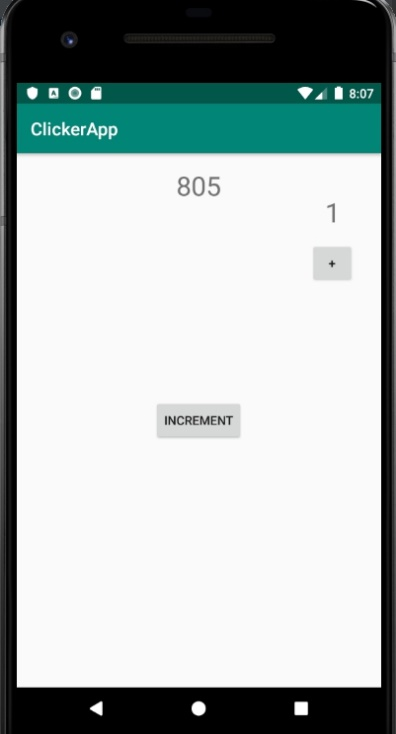 8:07
ClickerApp
805
1
+
INCREMENT